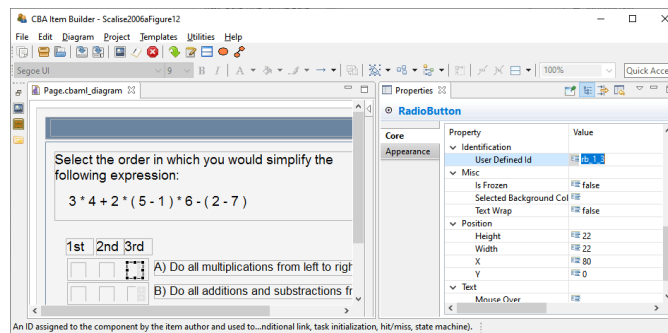 CBA Item Builder - Scalise2006aFigure12
File Edit Diagram Project Templates Utilities Help
Segoe UI 9 B I A 100% Quick Acce
Page.cbaml_diagram
Properties
RadioButton
Core
Appearance
Property Value
Identification
User Defined Id rb_1_3
Misc
Is Frozen false
Selected Background Col
Text Wrap false
Position
Height 22
Width 22
X 80
Y 0
Text
Mouse Over
Select the order in which you would simplify the
following expression:
3 * 4 + 2 * ( 5 - 1 ) * 6 - ( 2 - 7 )
1st 2nd 3rd
A) Do all multiplications from left to righ
B) Do all additions and substractions fr
An ID assigned to the component by the item author and used to...nditional link, task initialization, hit/miss, state machine).